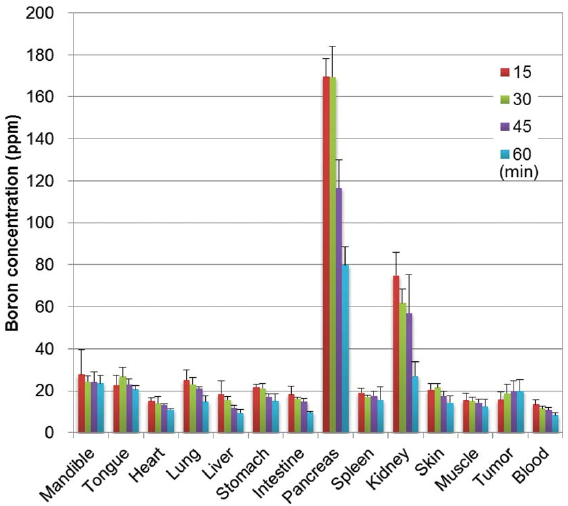 Boron concentration (ppm)
200
180
160
140
120
100
80
60
40
20
0
15
30
45
60
(min)
Mandible
Tongue
Heart
Lung
Liver
Stomach
Intestine
Pancreas
Spleen
Kidney
Skin
Muscle
Tumor
Blood